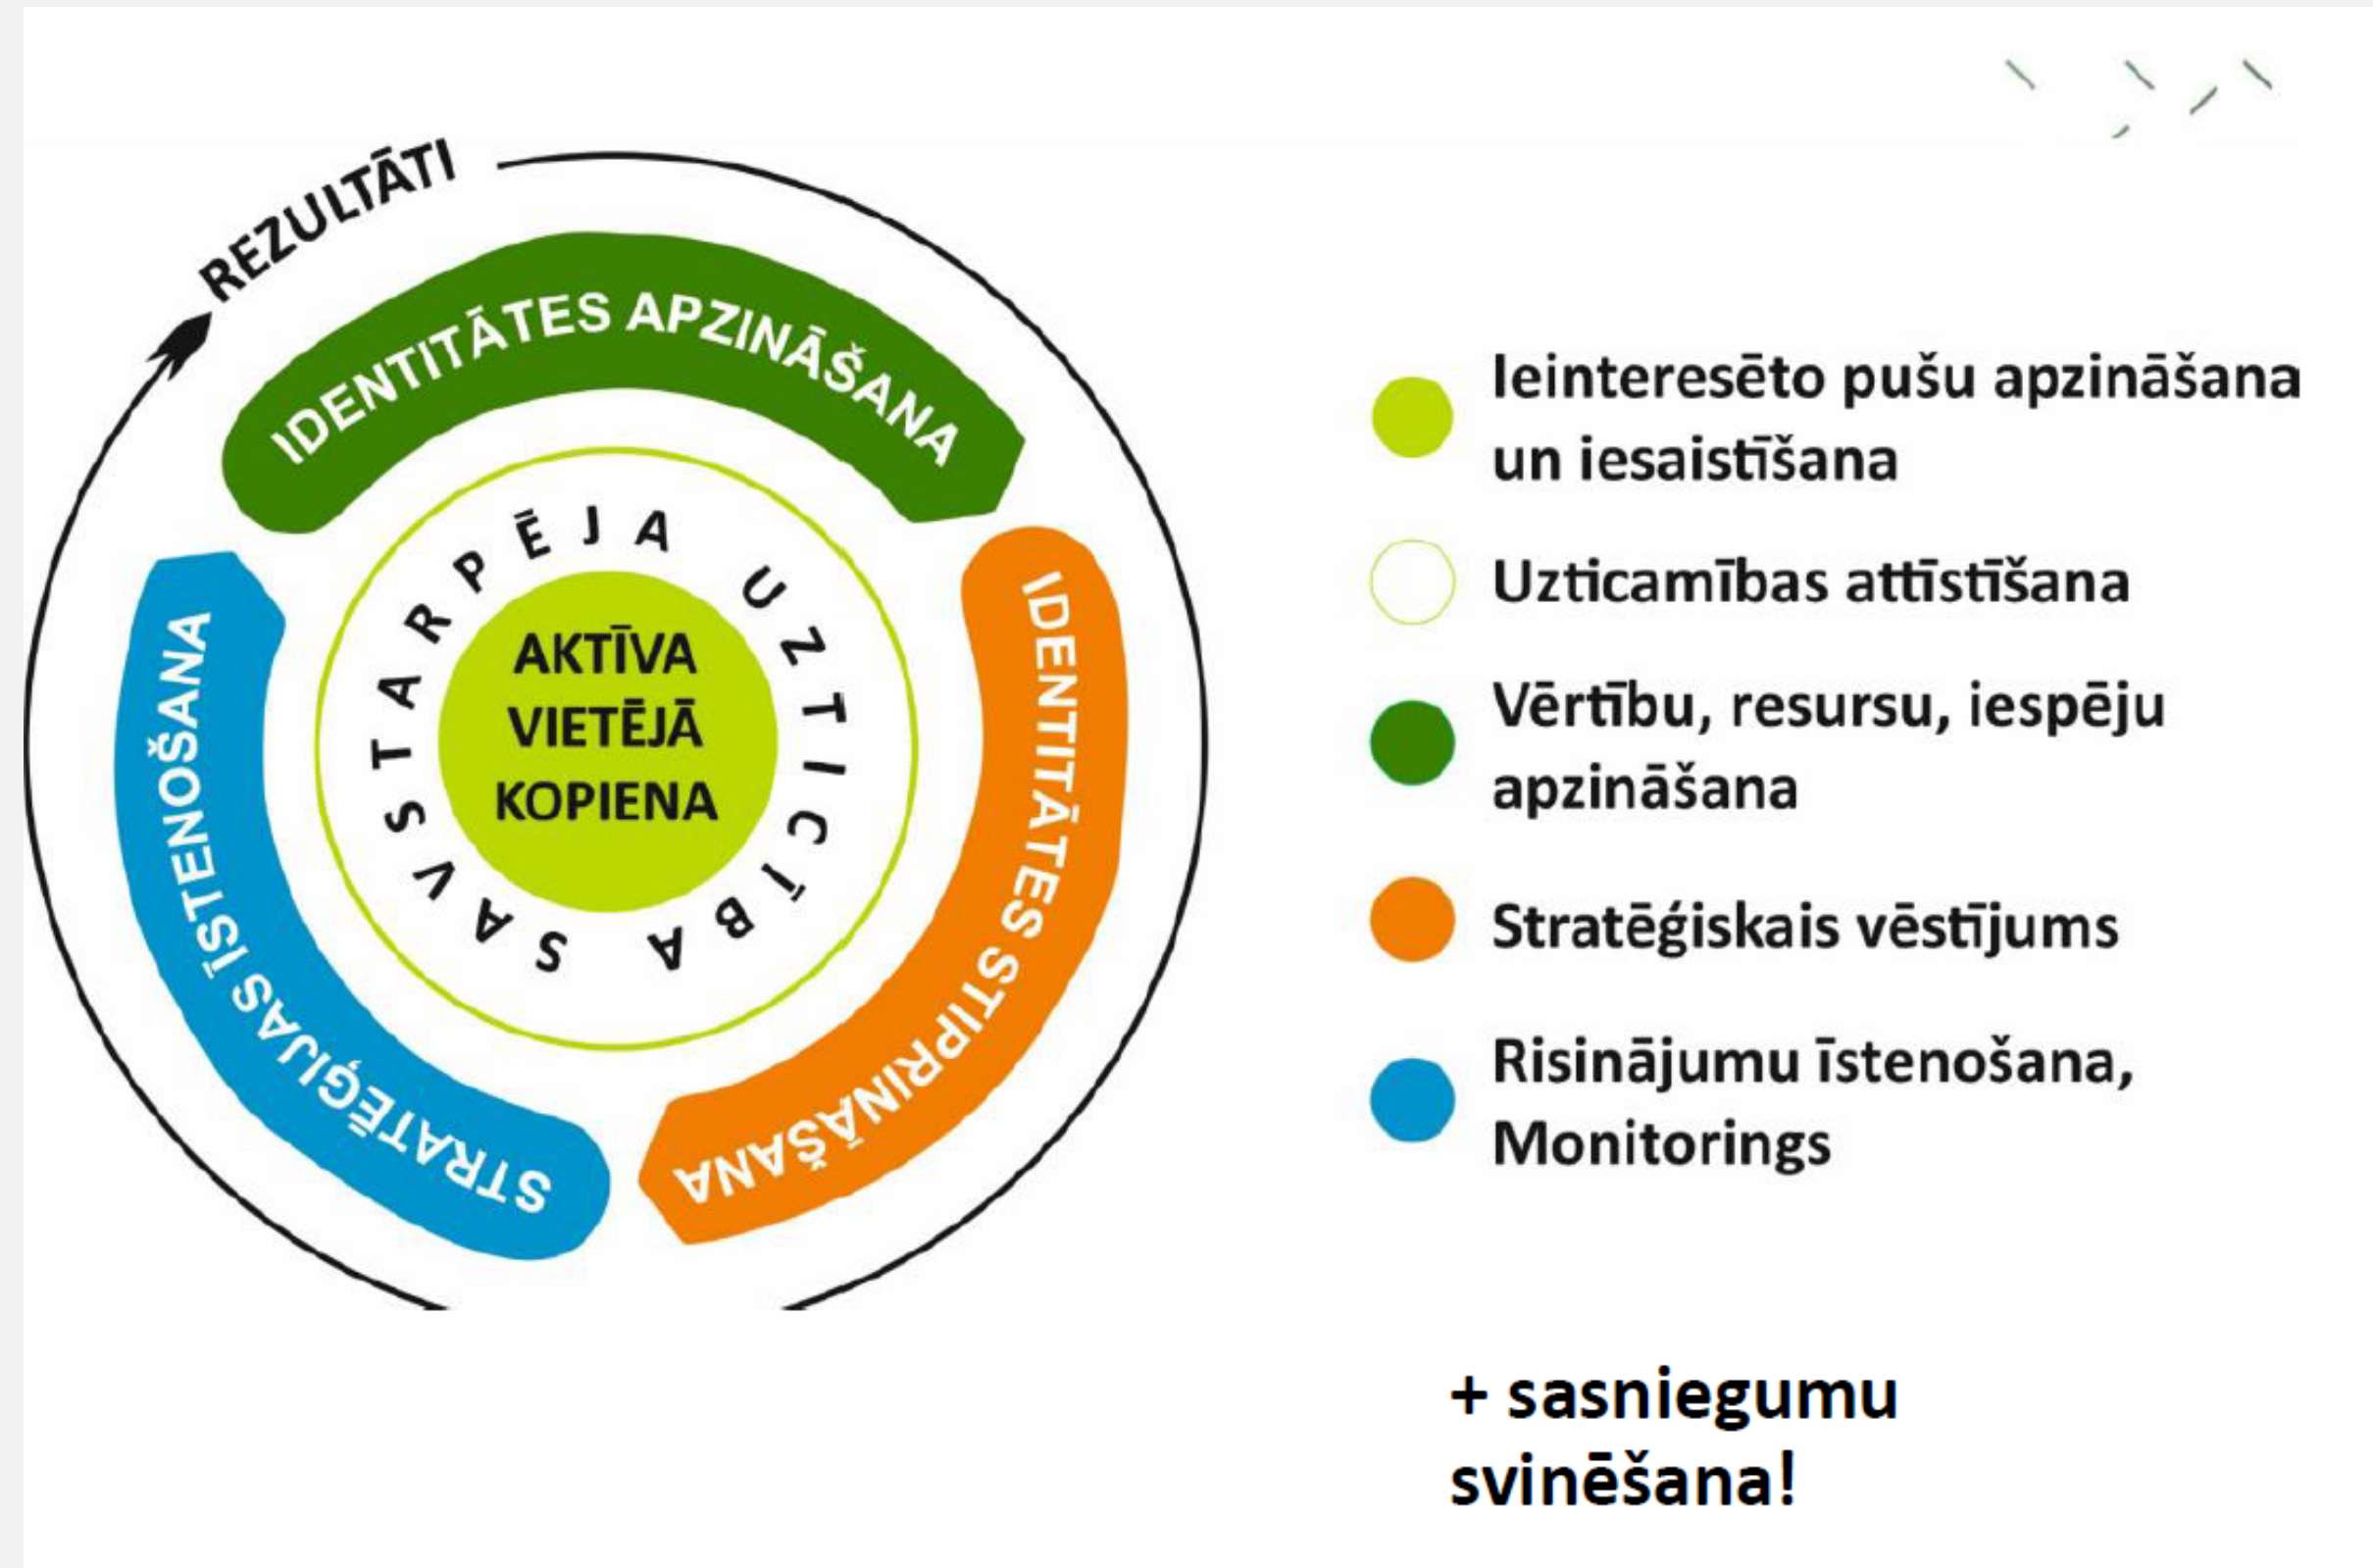 REZULTĀTI
IDENTITĀTES APZINĀŠANA
IDENTITĀTES STIPRINĀŠANA
STRATĒĢIJAS ĪSTENOŠANA
SAVSTARPĒJA UZTICĪBA
AKTĪVA
VIETĒJĀ
KOPIENA
Ieinteresēto pušu apzināšana
un iesaistīšana
Uzticamības attīstīšana
Vērtību, resursu, iespēju
apzināšana
Stratēģiskais vēstījums
Risinājumu īstenošana,
Monitorings
+ sasniegumu
svinēšana!